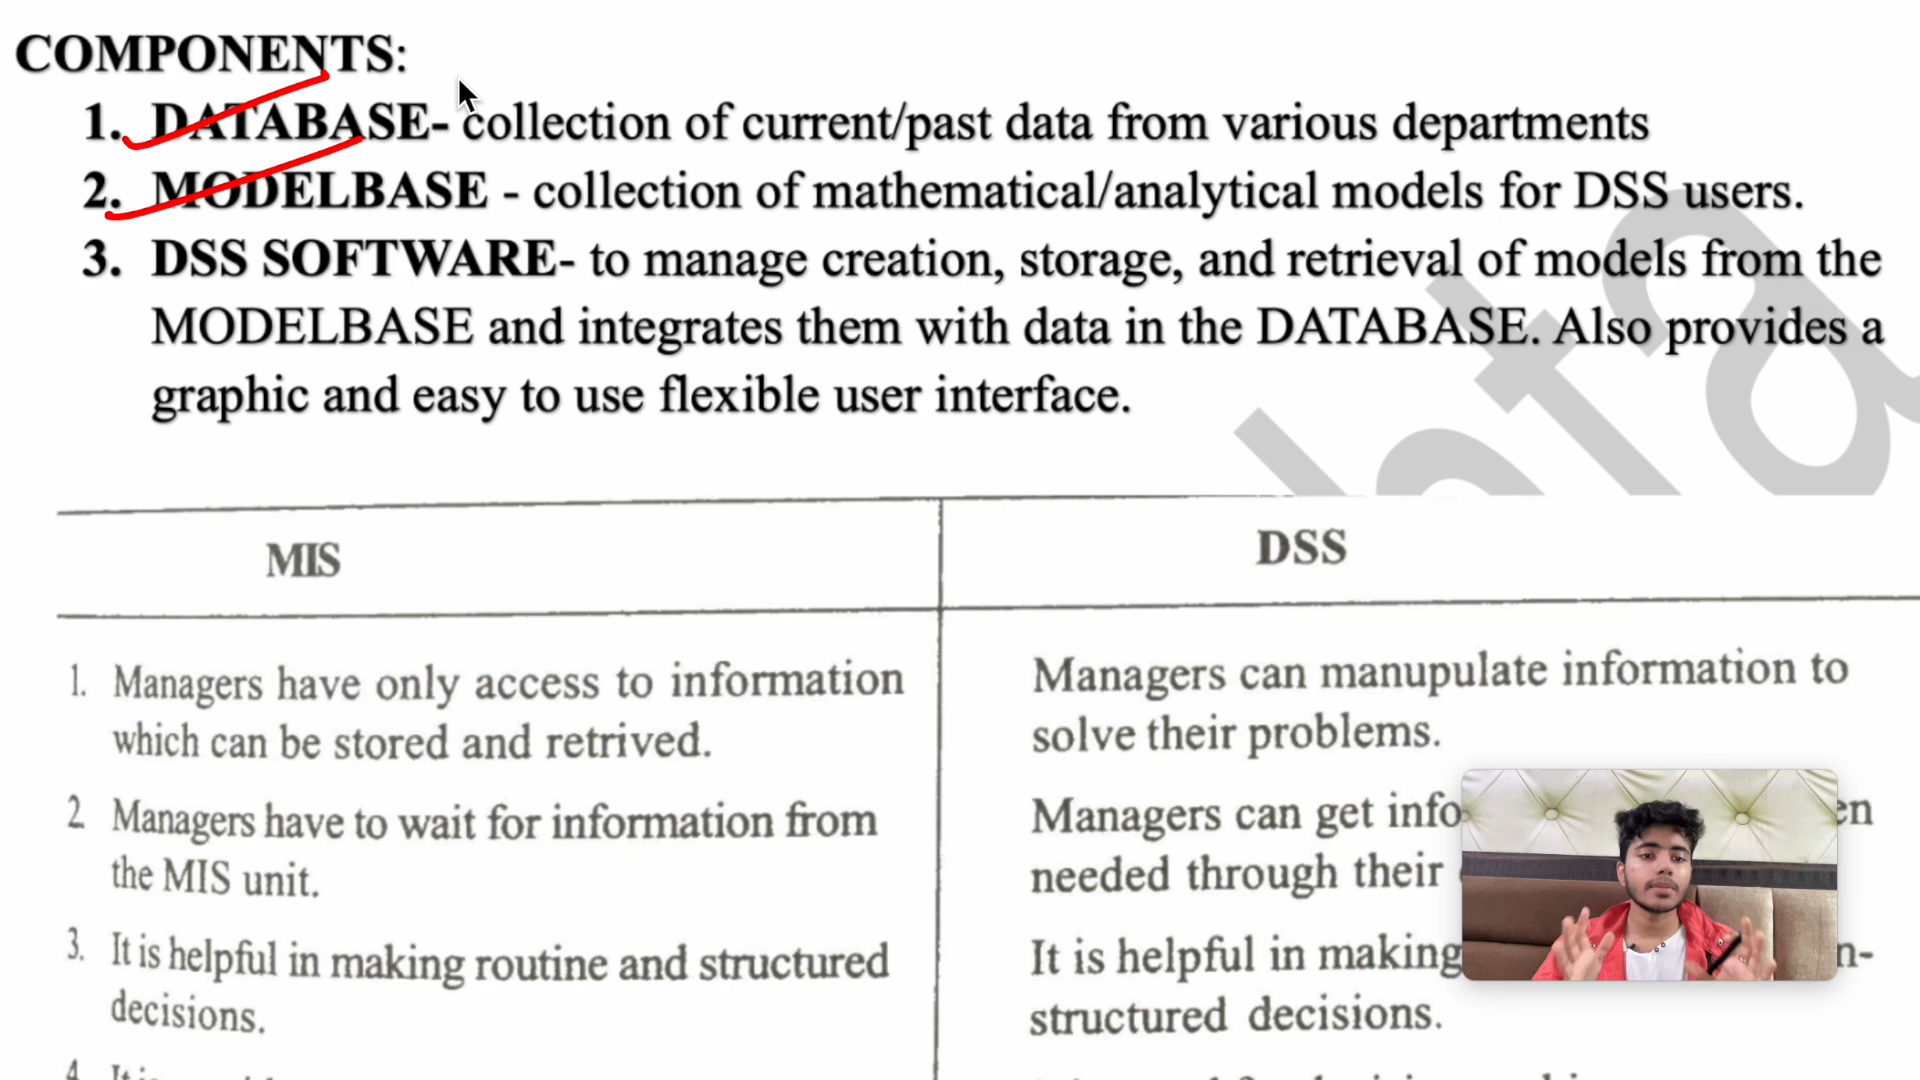 COMPONENTS:
1. DATABASE- collection of current/past data from various departments
2. MODELBASE - collection of mathematical/analytical models for DSS users.
3. DSS SOFTWARE- to manage creation, storage, and retrieval of models from the
MODELBASE and integrates them with data in the DATABASE. Also provides a
graphic and easy to use flexible user interface.
MIS
DSS
1. Managers have only access to information
which can be stored and retrived.
Managers can manupulate information to
solve their problems.
2. Managers have to wait for information from
the MIS unit.
Managers can get info
needed through their
3. It is helpful in making routine and structured
decisions.
It is helpful in making n-
structured decisions.
4.